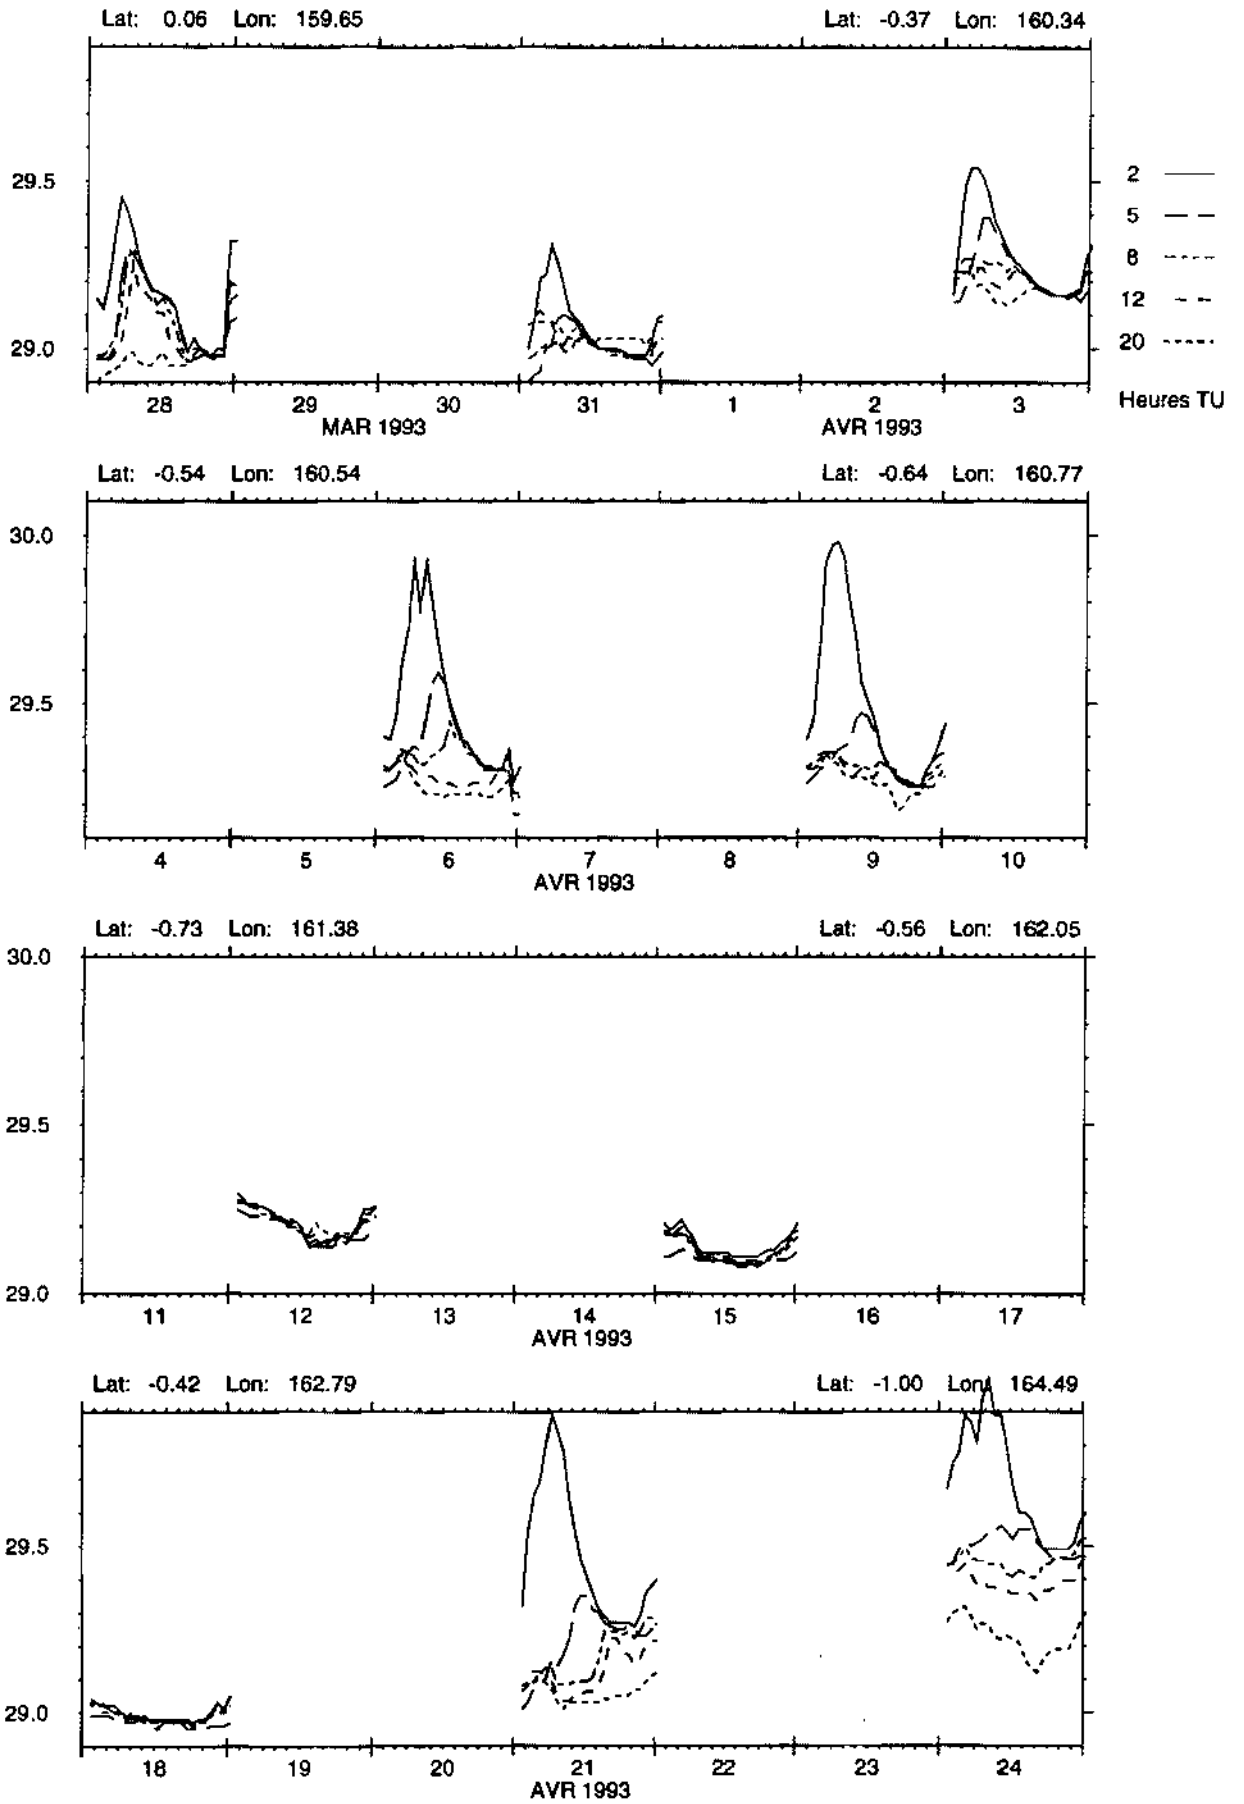 Lat: 0.06 Lon: 159.65 Lat: -0.37 Lon: 160.34
29.5
29.0
2
5
8
12
20
Heures TU
28 29 30 31 1 2 3
MAR 1993 AVR 1993
Lat: -0.54 Lon: 160.54 Lat: -0.64 Lon: 160.77
30.0
29.5
4 5 6 7 8 9 10
AVR 1993
Lat: -0.73 Lon: 161.38 Lat: -0.56 Lon: 162.05
30.0
29.5
29.0
11 12 13 14 15 16 17
AVR 1993
Lat: -0.42 Lon: 162.79 Lat: -1.00 Lon: 164.49
29.5
29.0
18 19 20 21 22 23 24
AVR 1993